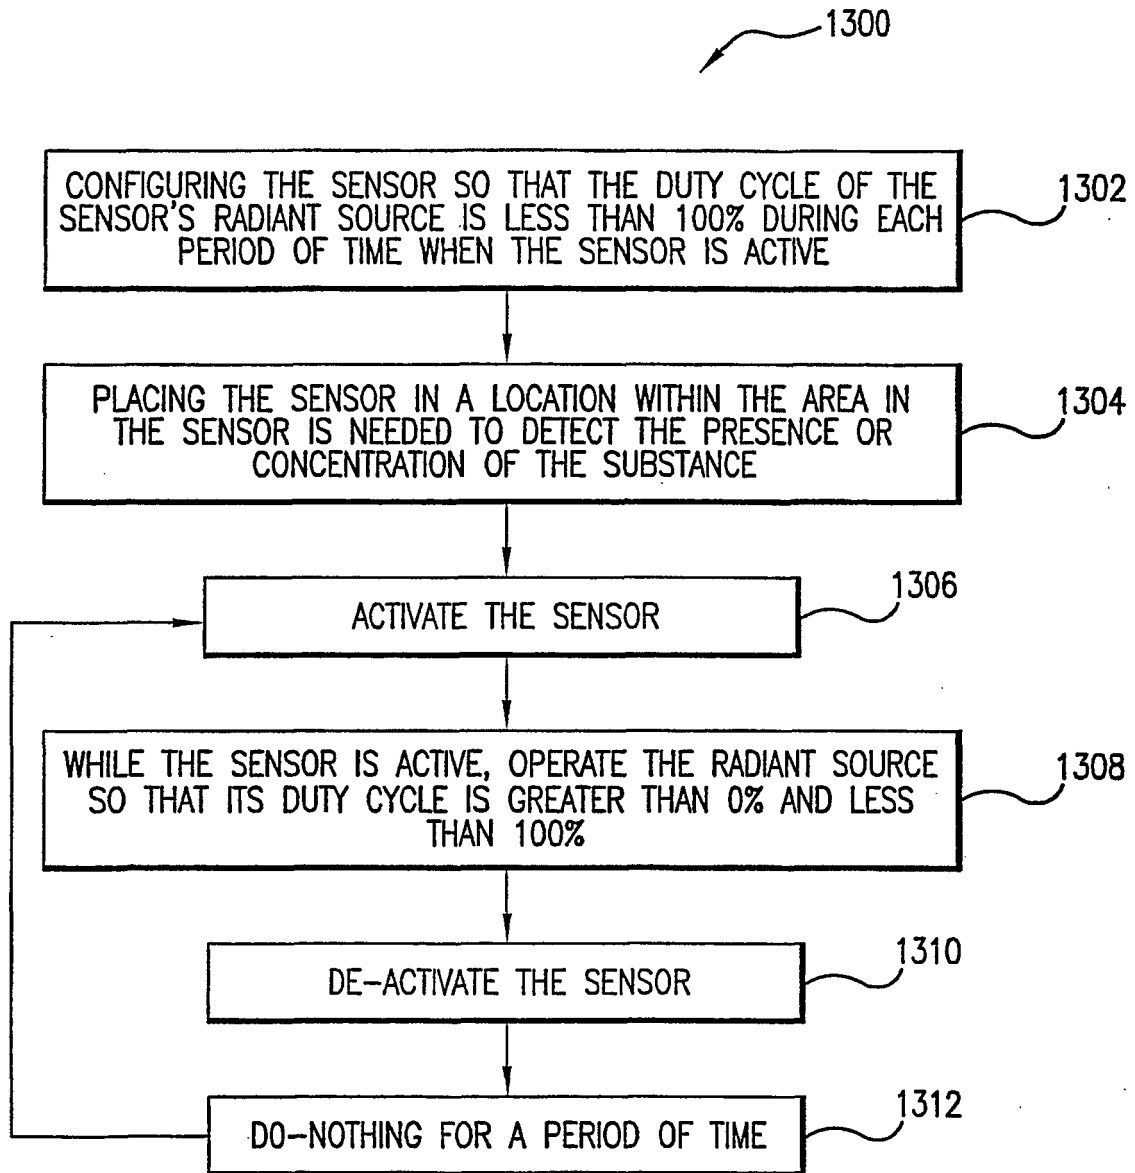 1300
CONFIGURING THE SENSOR SO THAT THE DUTY CYCLE OF THE
SENSOR'S RADIANT SOURCE IS LESS THAN 100% DURING EACH
PERIOD OF TIME WHEN THE SENSOR IS ACTIVE
1302
PLACING THE SENSOR IN A LOCATION WITHIN THE AREA IN
THE SENSOR IS NEEDED TO DETECT THE PRESENCE OR
CONCENTRATION OF THE SUBSTANCE
1304
ACTIVATE THE SENSOR
1306
WHILE THE SENSOR IS ACTIVE, OPERATE THE RADIANT SOURCE
SO THAT ITS DUTY CYCLE IS GREATER THAN 0% AND LESS
THAN 100%
1308
DE-ACTIVATE THE SENSOR
1310
DO-NOTHING FOR A PERIOD OF TIME
1312